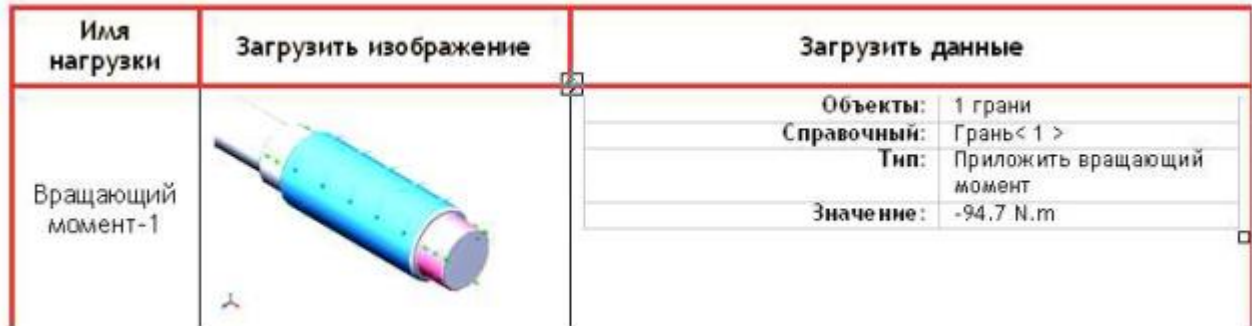 Имя
нагрузки
Загрузить изображение
Загрузить данные
Вращающий
момент-1
Объекты: 1 грани
Справочный: Грань< 1 >
Тип: Приложить вращающий
момент
Значение: -94.7 N.m